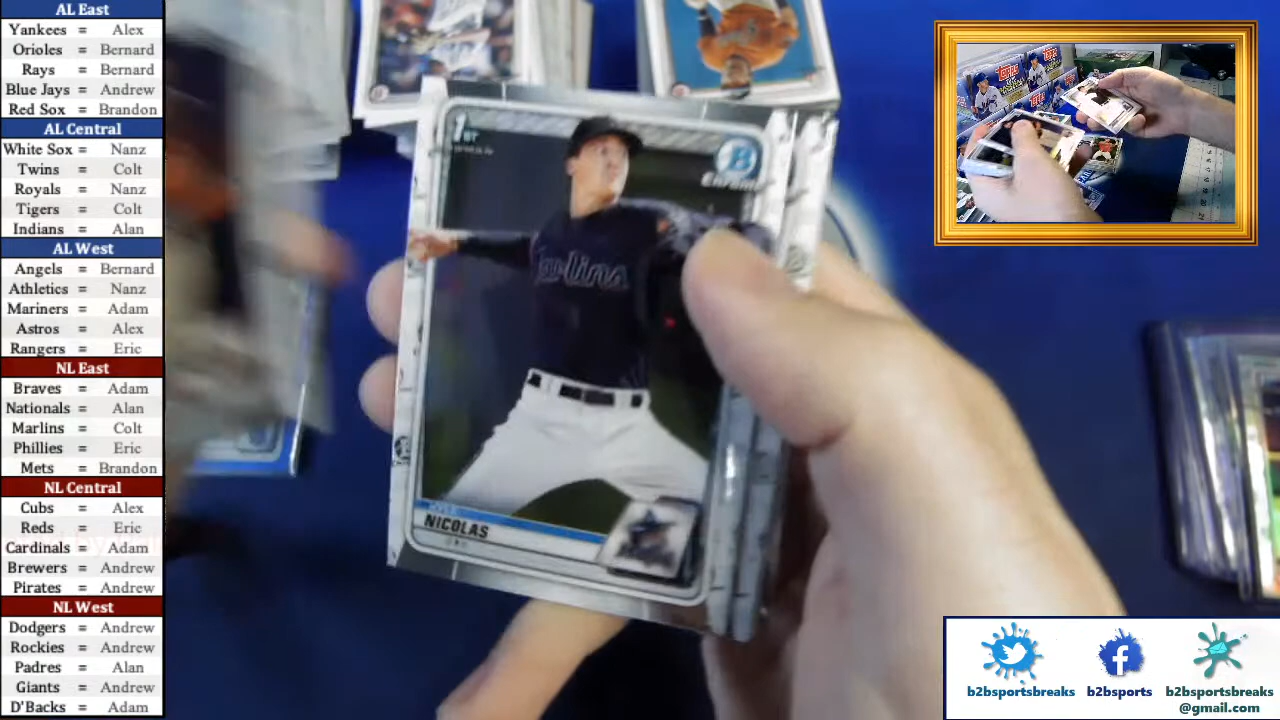 AL East
Yankees = Alex
Orioles = Bernard
Rays = Bernard
Blue Jays = Andrew
Red Sox = Brandon
AL Central
White Sox = Nanz
Twins = Colt
Royals = Nanz
Tigers = Colt
Indians = Alan
AL West
Angels = Bernard
Athletics = Nanz
Mariners = Adam
Astros = Alex
Rangers = Eric
NL East
Braves = Adam
Nationals = Alan
Marlins = Colt
Phillies = Eric
Mets = Brandon
NL Central
Cubs = Alex
Reds = Eric
Cardinals = Adam
Brewers = Andrew
Pirates = Andrew
NL West
Dodgers = Andrew
Rockies = Andrew
Padres = Alan
Giants = Andrew
D'Backs = Adam
1ST
B
Chrome
NICOLAS
TOPPS
b2bsportsbreaks
b2bsports
b2bsportsbreaks
@gmail.com